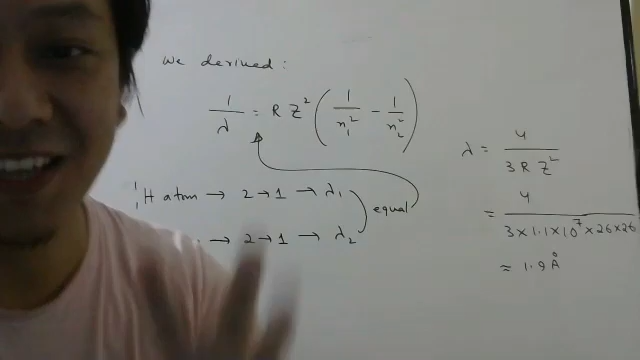 We derived:
1/λ = R Z² (1/n₁² − 1/n₂²)
¹₁H atom → 2→1 → λ₁
equal
→ 2→1 → λ₂
λ = 4/(3 R Z²)
= 4/(3×1.1×10⁷×26×26)
≈ 1.9 Å